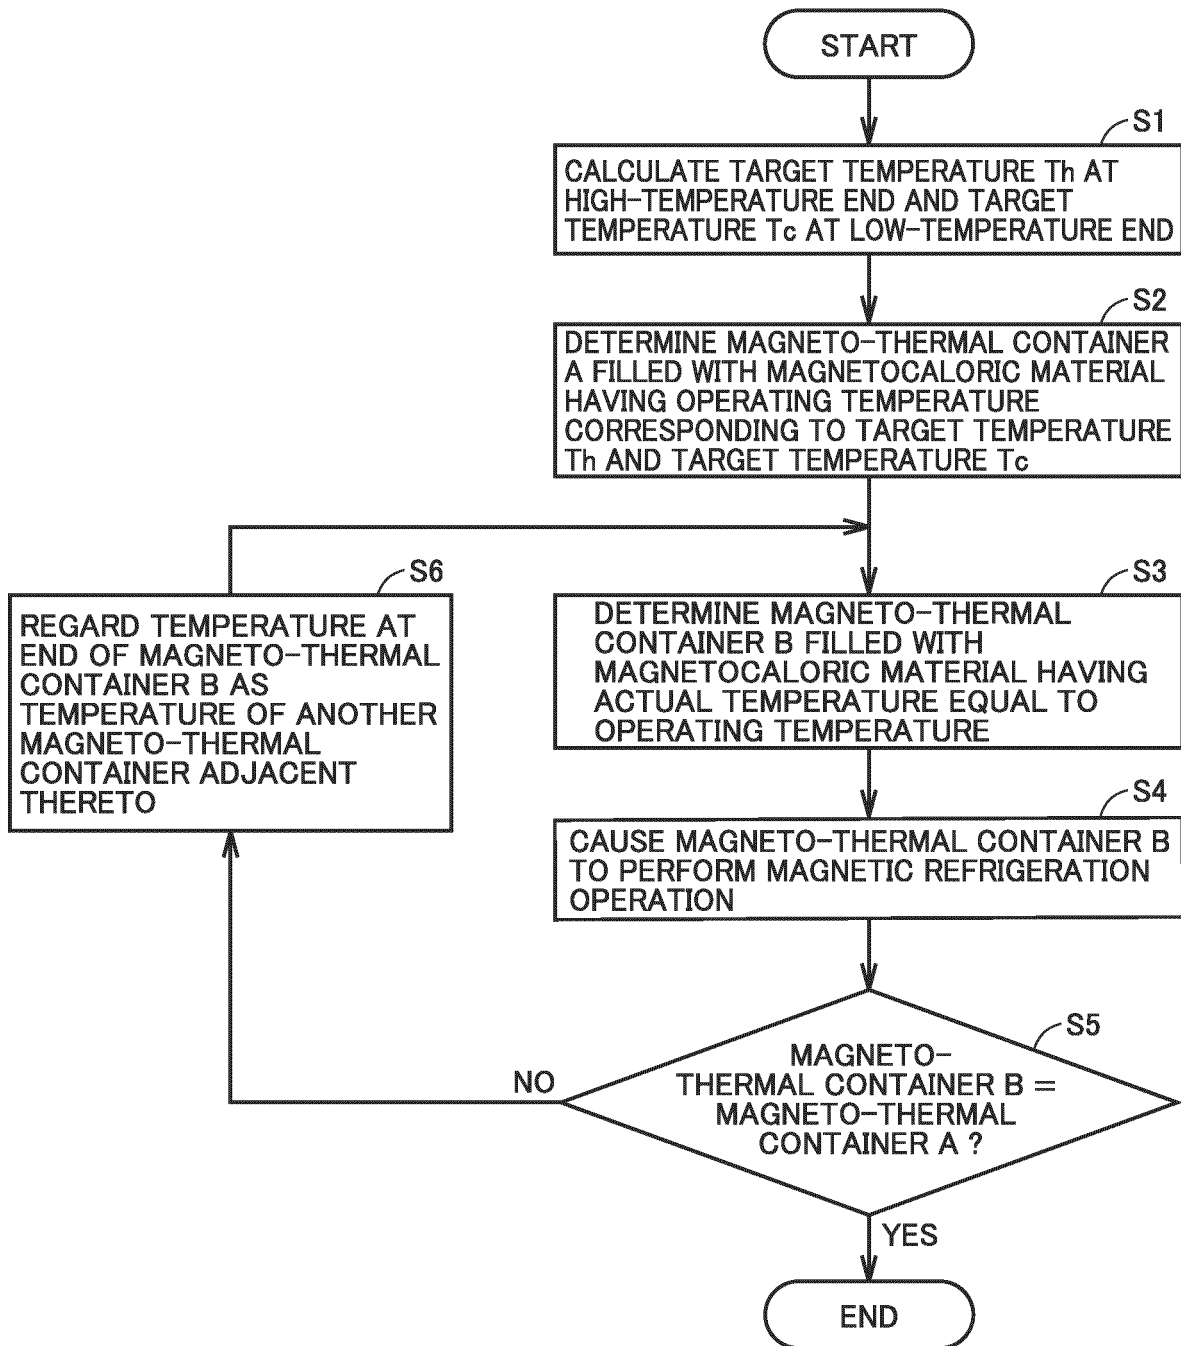 START
S1
CALCULATE TARGET TEMPERATURE Th AT
HIGH-TEMPERATURE END AND TARGET
TEMPERATURE Tc AT LOW-TEMPERATURE END
S2
DETERMINE MAGNETO-THERMAL CONTAINER
A FILLED WITH MAGNETOCALORIC MATERIAL
HAVING OPERATING TEMPERATURE
CORRESPONDING TO TARGET TEMPERATURE
Th AND TARGET TEMPERATURE Tc
S6
REGARD TEMPERATURE AT
END OF MAGNETO-THERMAL
CONTAINER B AS
TEMPERATURE OF ANOTHER
MAGNETO-THERMAL
CONTAINER ADJACENT
THERETO
S3
DETERMINE MAGNETO-THERMAL
CONTAINER B FILLED WITH
MAGNETOCALORIC MATERIAL HAVING
ACTUAL TEMPERATURE EQUAL TO
OPERATING TEMPERATURE
S4
CAUSE MAGNETO-THERMAL CONTAINER B
TO PERFORM MAGNETIC REFRIGERATION
OPERATION
S5
MAGNETO-
THERMAL CONTAINER B =
MAGNETO-THERMAL
CONTAINER A ?
NO
YES
END